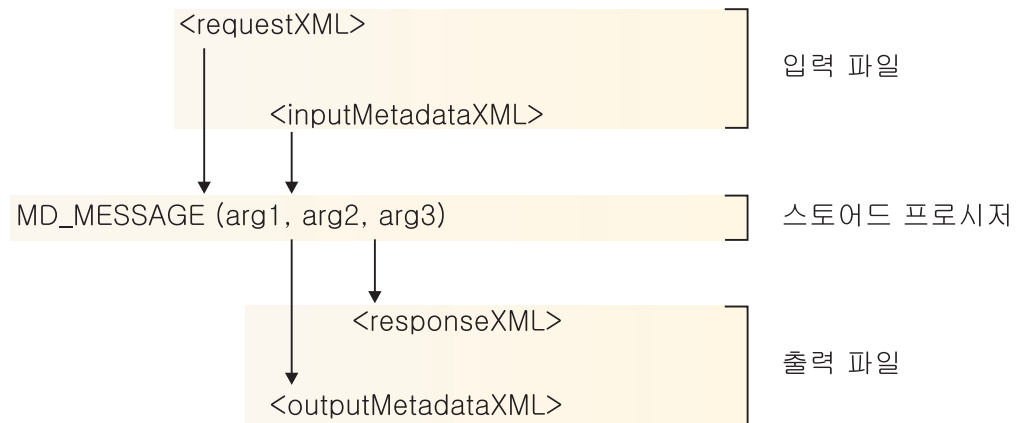 <requestXML>
입력 파일
<inputMetadataXML>
MD_MESSAGE (arg1, arg2, arg3)
스토어드 프로시저
<responseXML>
출력 파일
<outputMetadataXML>